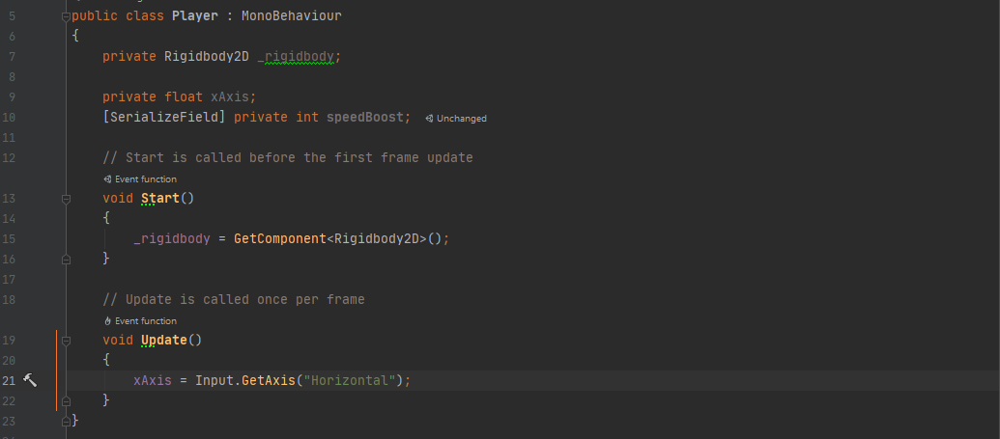 5 public class Player : MonoBehaviour
6 {
7 private Rigidbody2D _rigidbody;
8
9 private float xAxis;
10 [SerializeField] private int speedBoost; Unchanged
11
12 // Start is called before the first frame update
Event function
13 void Start()
14 {
15 _rigidbody = GetComponent<Rigidbody2D>();
16 }
17
18 // Update is called once per frame
Event function
19 void Update()
20 {
21 xAxis = Input.GetAxis("Horizontal");
22 }
23 }